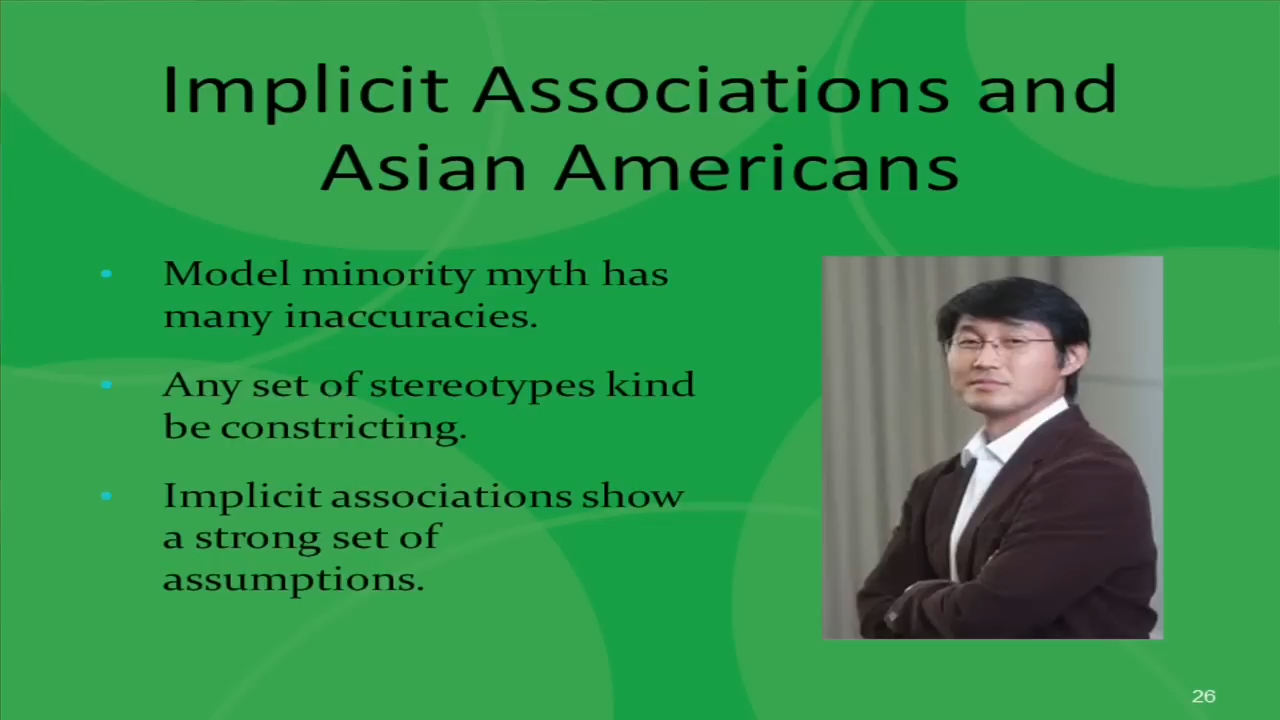 Implicit Associations and
Asian Americans
• Model minority myth has
many inaccuracies.
• Any set of stereotypes kind
be constricting.
• Implicit associations show
a strong set of
assumptions.
26